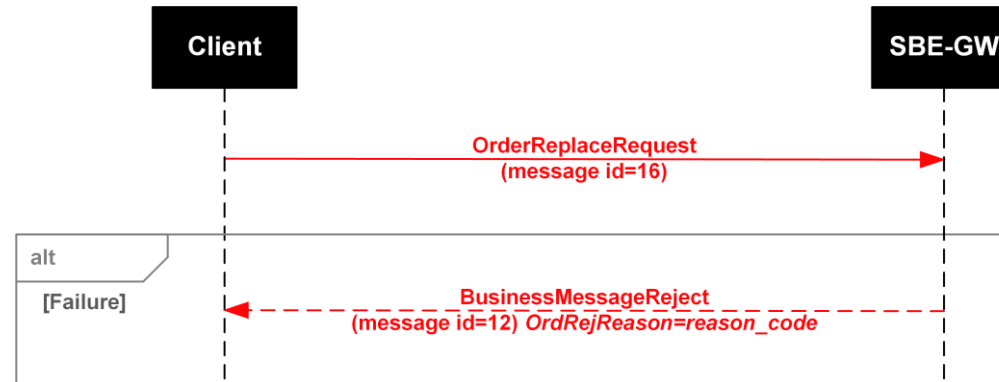 Client
SBE-GW
OrderReplaceRequest
(message id=16)
alt
[Failure]
BusinessMessageReject
(message id=12) OrdRejReason=reason_code